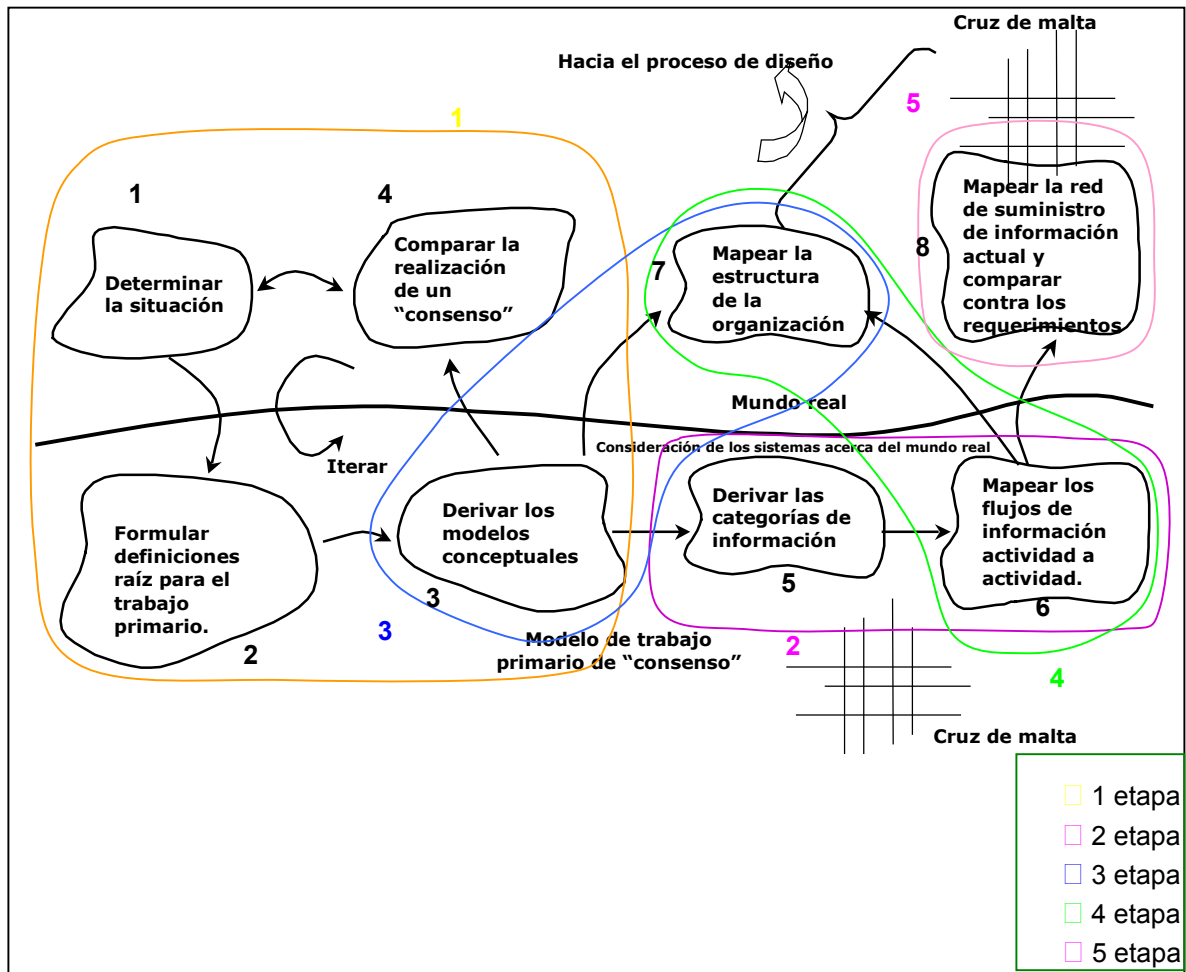 Cruz de malta
Hacia el proceso de diseño
5
1
1
4
Determinar
la situación
Comparar la
realización
de un
“consenso”
7
Mapear la
estructura
de la
organización
8
Mapear la red
de suministro
de información
actual y
comparar
contra los
requerimientos
Mundo real
Consideración de los sistemas acerca del mundo real
Iterar
Formular
definiciones
raíz para el
trabajo
primario.
2
Derivar los
modelos
conceptuales
3
3
Derivar las
categorías de
información
5
Mapear los
flujos de
información
actividad a
actividad.
6
Modelo de trabajo
primario de “consenso”
2
4
Cruz de malta
1 etapa
2 etapa
3 etapa
4 etapa
5 etapa